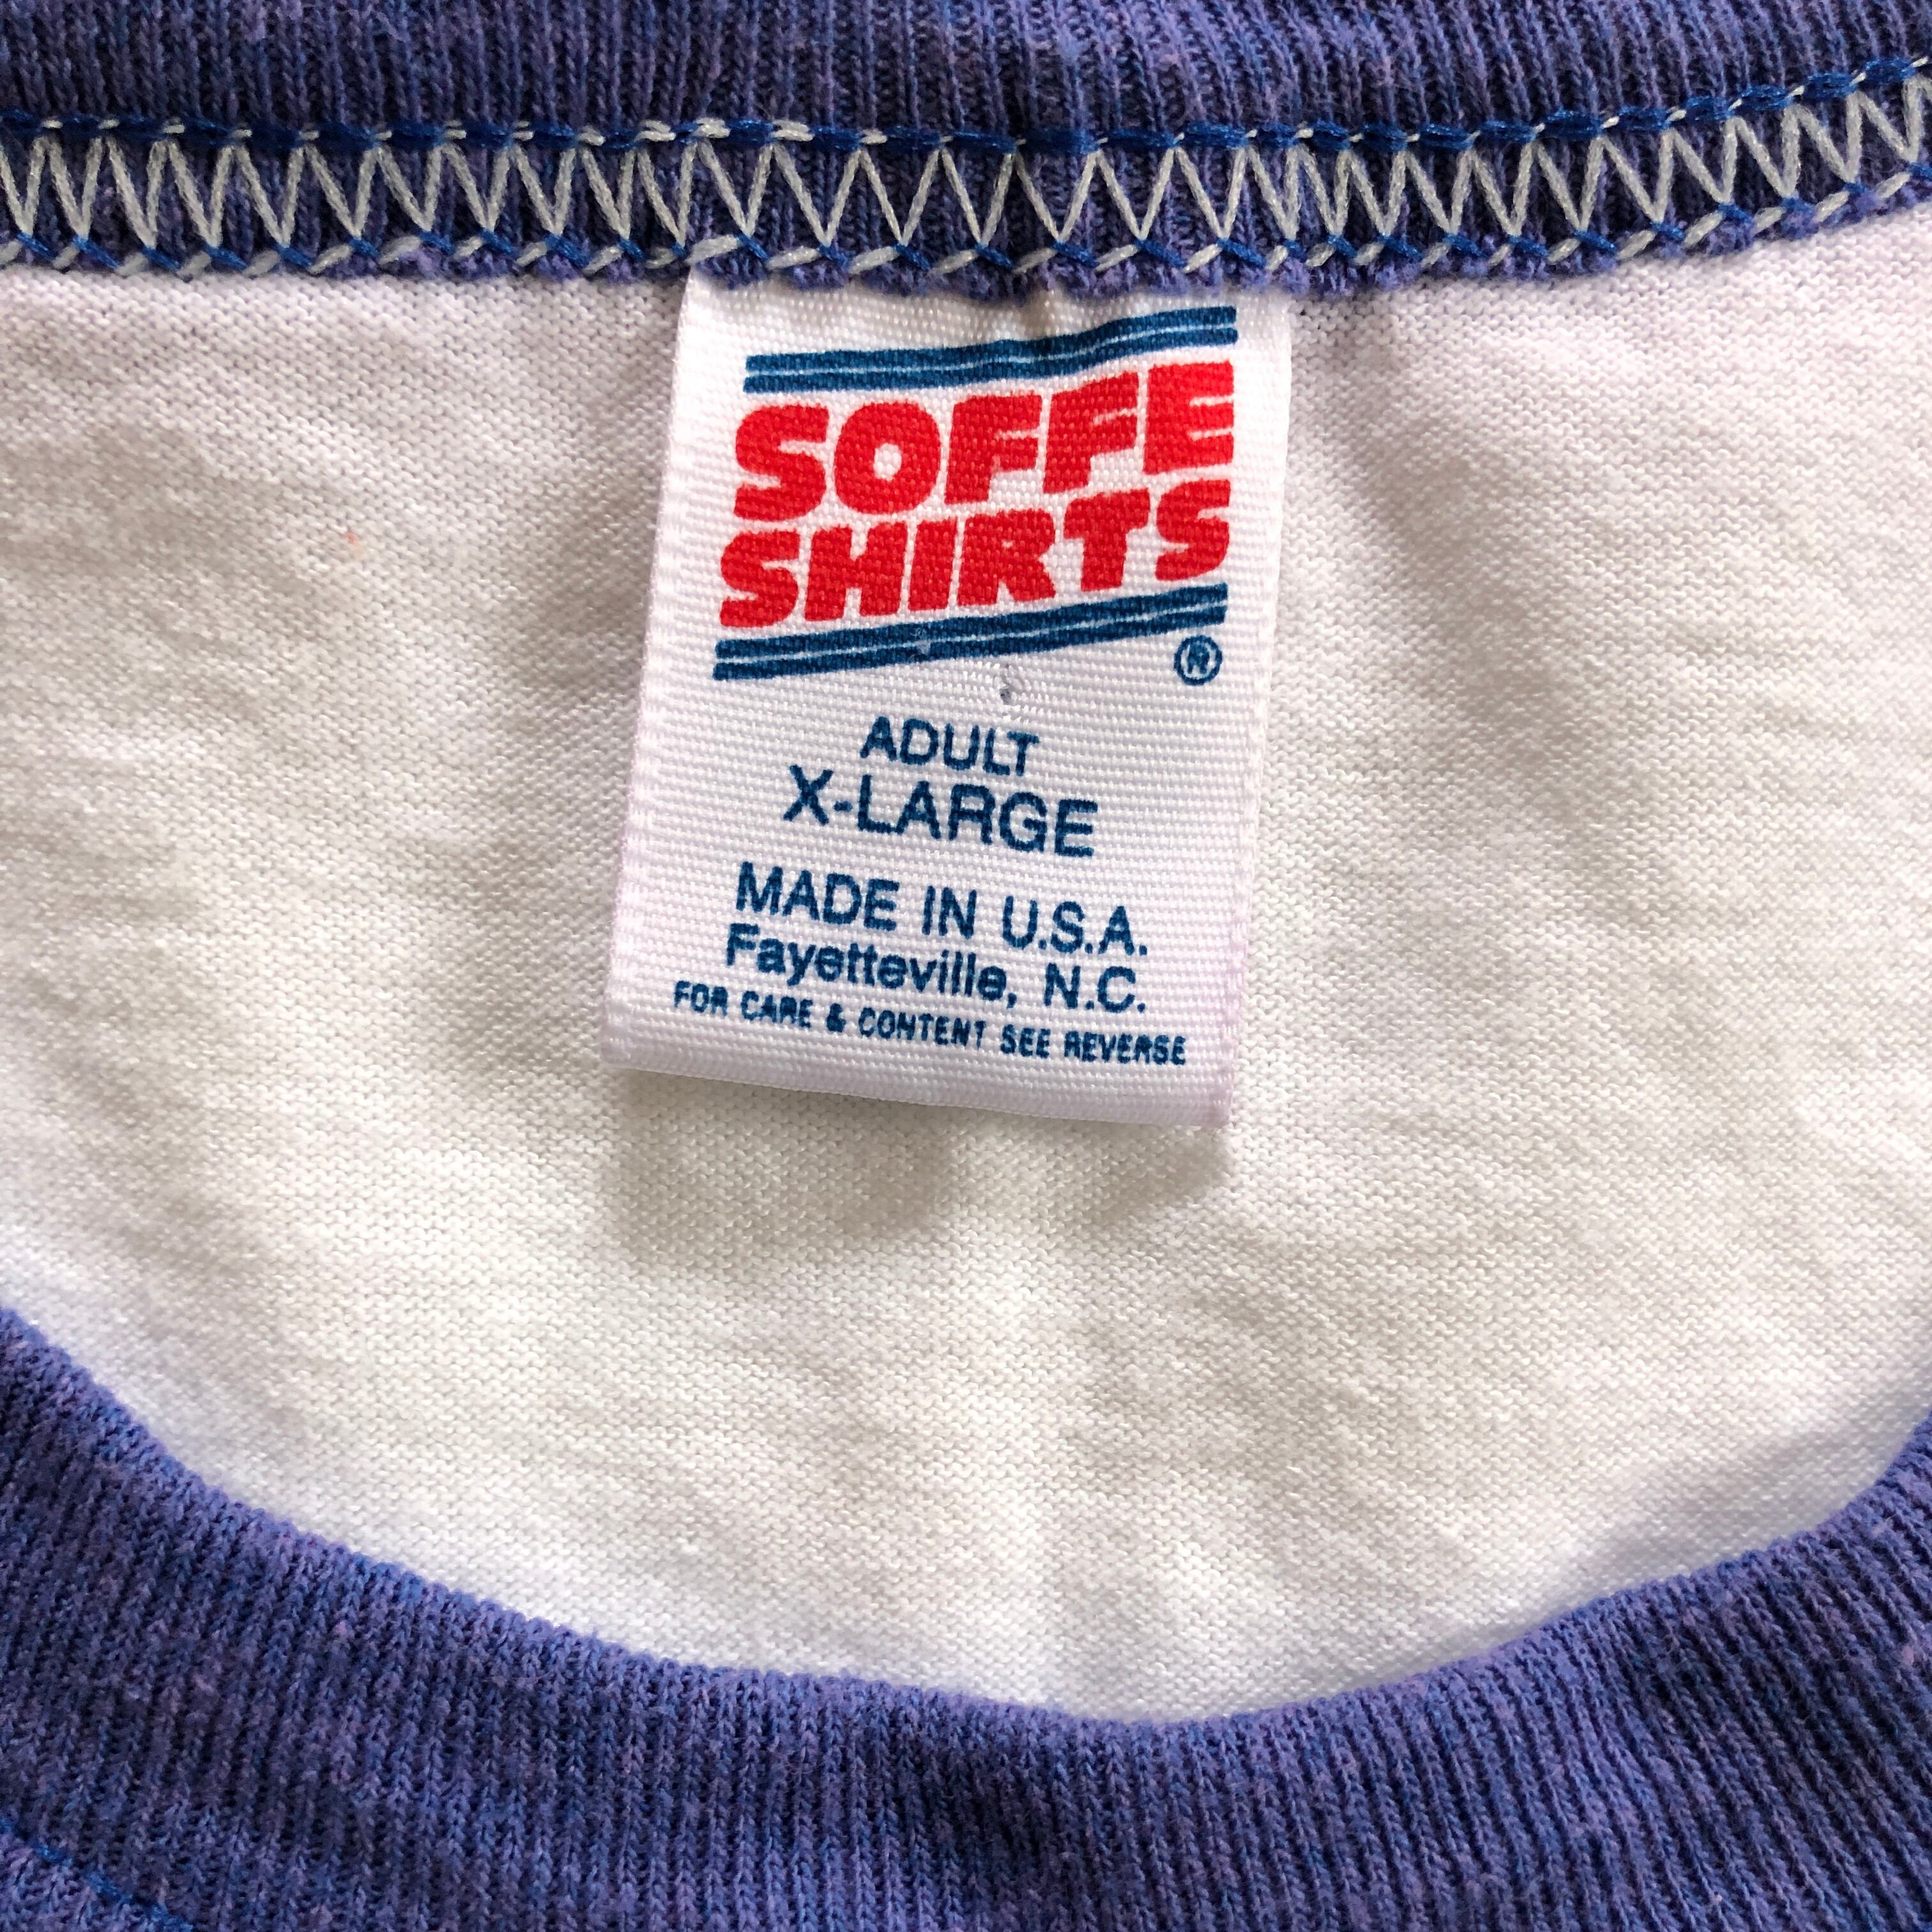 SOFFE
SHIRTS
®
ADULT
X-LARGE
MADE IN U.S.A.
Fayetteville, N.C.
FOR CARE & CONTENT SEE REVERSE